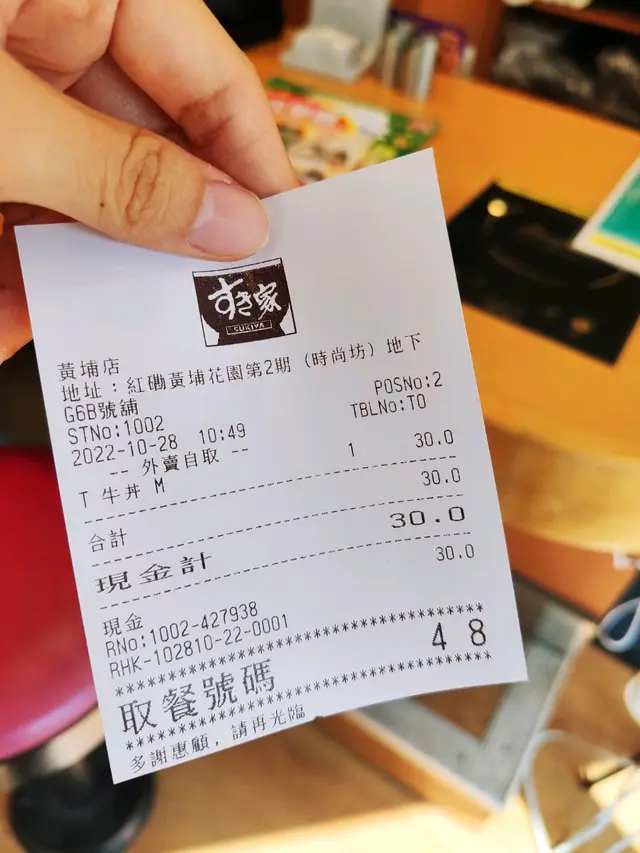 すき家
SUKIYA
黃埔店
地址：紅磡黃埔花園第2期 (時尚坊) 地下
G6B號舖
STNo:1002 POSNo:2
2022-10-28 10:49 TBLNo:T0
-- 外賣自取 --
T 牛丼 M 1 30.0
合計 30.0
現金計 30.0
現金 30.0
RNo:1002-427938
RHK-102810-22-0001
取餐號碼 48
多謝惠顧, 請再光臨